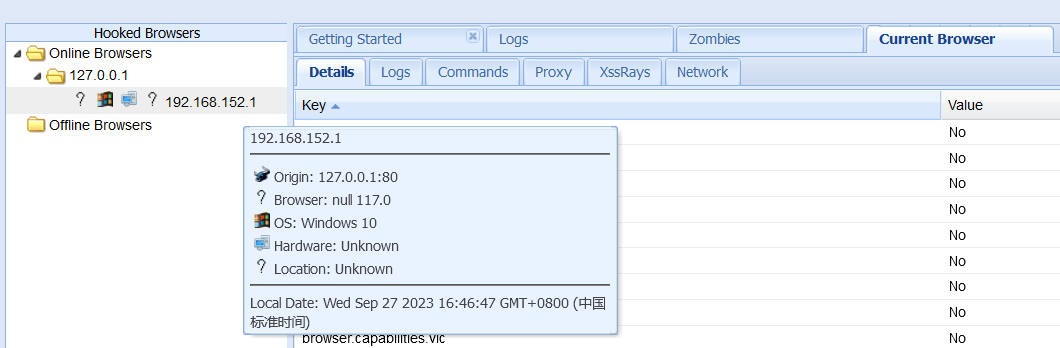 Hooked Browsers
Online Browsers
127.0.0.1
192.168.152.1
Offline Browsers
Getting Started
Logs
Zombies
Current Browser
Details
Logs
Commands
Proxy
XssRays
Network
Key
Value
No
No
No
No
No
No
No
No
browser.capabilities.vlc
No
192.168.152.1
Origin: 127.0.0.1:80
? Browser: null 117.0
OS: Windows 10
Hardware: Unknown
? Location: Unknown
Local Date: Wed Sep 27 2023 16:46:47 GMT+0800 (中国
标准时间)